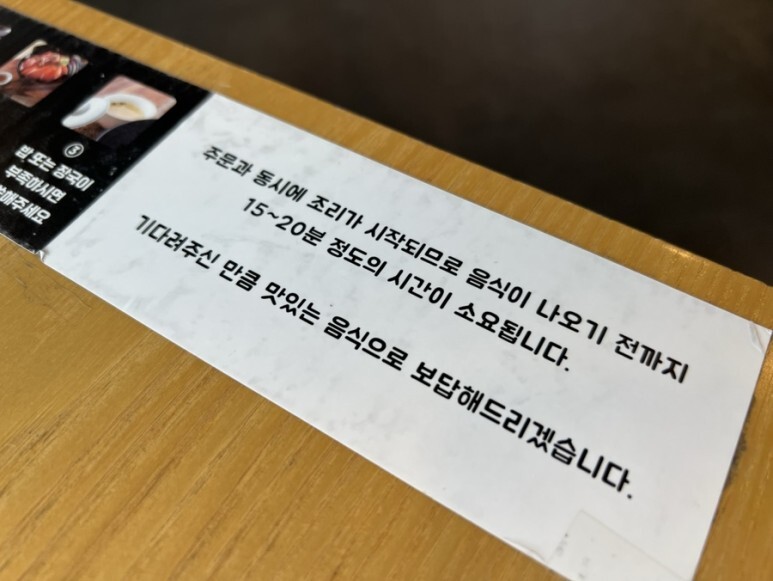 ③
밥 또는 장국이
부족하시면
주문과 동시에 조리가 시작되므로 음식이 나오기 전까지
15~20분 정도의 시간이 소요됩니다.
기다려주신 만큼 맛있는 음식으로 보답해드리겠습니다.